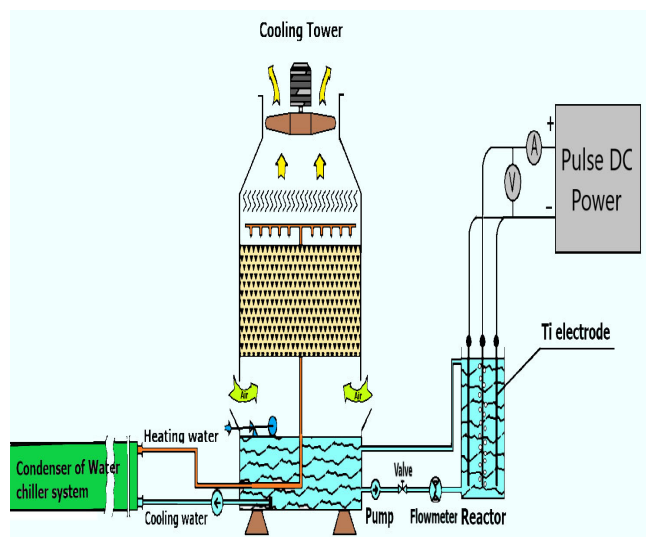 Cooling Tower
+
A
V
Pulse DC
Power
-
Ti electrode
Air
Air
Heating water
Condenser of Water
chiller system
Cooling water
Valve
Pump
Flowmeter
Reactor